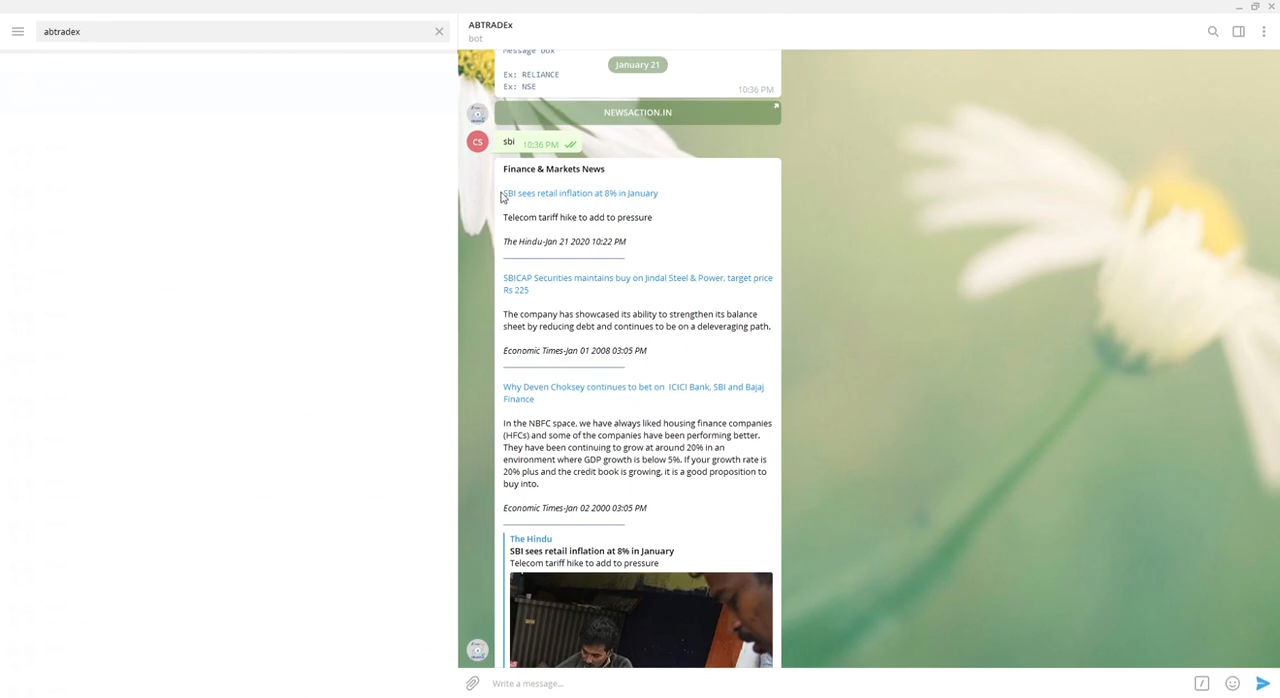 abtradex
ABTRADEx
bot
Message box
January 21
Ex: RELIANCE
Ex: NSE
10:36 PM
NEWSACTION.IN
CS
sbi
10:36 PM
Finance & Markets News
SBI sees retail inflation at 8% in January
Telecom tariff hike to add to pressure
The Hindu-Jan 21 2020 10:22 PM
SBICAP Securities maintains buy on Jindal Steel & Power, target price
Rs 225
The company has showcased its ability to strengthen its balance
sheet by reducing debt and continues to be on a deleveraging path.
Economic Times-Jan 01 2008 03:05 PM
Why Deven Choksey continues to bet on ICICI Bank, SBI and Bajaj
Finance
In the NBFC space, we have always liked housing finance companies
(HFCs) and some of the companies have been performing better.
They have been continuing to grow at around 20% in an
environment where GDP growth is below 5%. If your growth rate is
20% plus and the credit book is growing, it is a good proposition to
buy into.
Economic Times-Jan 02 2000 03:05 PM
The Hindu
SBI sees retail inflation at 8% in January
Telecom tariff hike to add to pressure
Write a message...